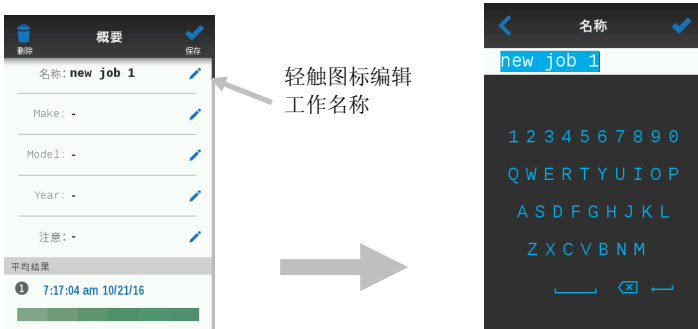 删除
概要
保存
名称: new job 1
Make: -
Model: -
Year: -
注意: -
平均结果
1 7:17:04 am 10/21/16
轻触图标编辑
工作名称
名称
new job 1
1 2 3 4 5 6 7 8 9 0
Q W E R T Y U I O P
A S D F G H J K L
Z X C V B N M